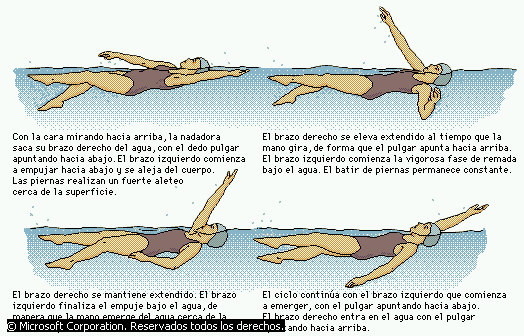 Con la cara mirando hacia arriba, la nadadora
saca su brazo derecho del agua, con el dedo pulgar
apuntando hacia abajo. El brazo izquierdo comienza
a empujar hacia abajo y se aleja del cuerpo.
Las piernas realizan un fuerte aleteo
cerca de la superficie.
El brazo derecho se eleva extendido al tiempo que la
mano gira, de forma que el pulgar apunta hacia arriba.
El brazo izquierdo comienza la vigorosa fase de remada
bajo el agua. El batir de piernas permanece constante.
El brazo derecho se mantiene extendido. El brazo
izquierdo finaliza el empuje bajo el agua, de
manera que la mano emerge del agua cerca de la
El ciclo continúa con el brazo izquierdo que comienza
a emerger, con el pulgar apuntando hacia abajo.
El brazo derecho entra en el agua con el pulgar
apuntando hacia arriba.
© Microsoft Corporation. Reservados todos los derechos.